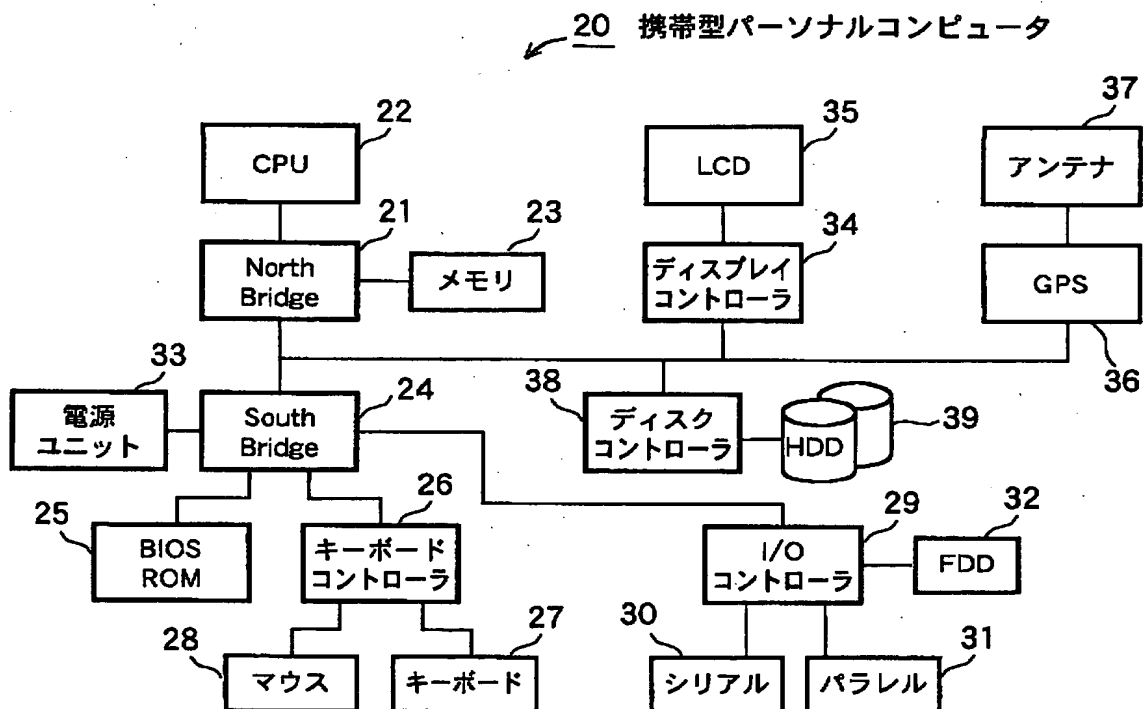 20 携帯型パーソナルコンピュータ
22
CPU
35
LCD
37
アンテナ
21
North
Bridge
23
メモリ
34
ディスプレイ
コントローラ
GPS
36
33
電源
ユニット
24
South
Bridge
38
ディスク
コントローラ
HDD
39
25
BIOS
ROM
26
キーボード
コントローラ
29
I/O
コントローラ
32
FDD
28
マウス
27
キーボード
30
シリアル
31
パラレル